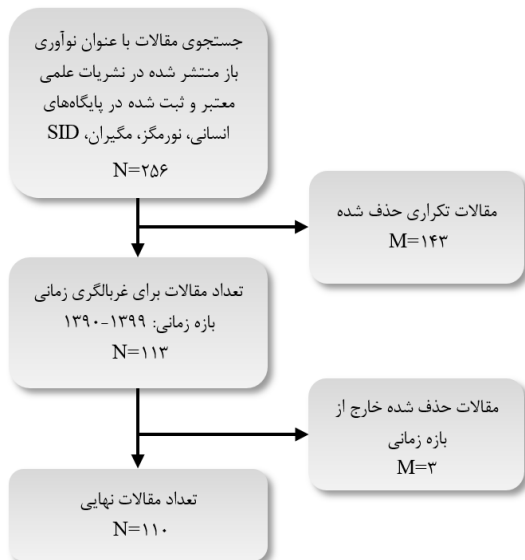 جستجوی مقالات با عنوان نوآوری
باز منتشر شده در نشریات علمی
معتبر و ثبت شده در پایگاه‌های
انسانی، نورمگز، مگیران، SID
N=۲۵۶
مقالات تکراری حذف شده
M=۱۴۳
تعداد مقالات برای غربالگری زمانی
بازه زمانی: ۱۳۹۹-۱۳۹۰
N=۱۱۳
مقالات حذف شده خارج از
بازه زمانی
M=۳
تعداد مقالات نهایی
N=۱۱۰